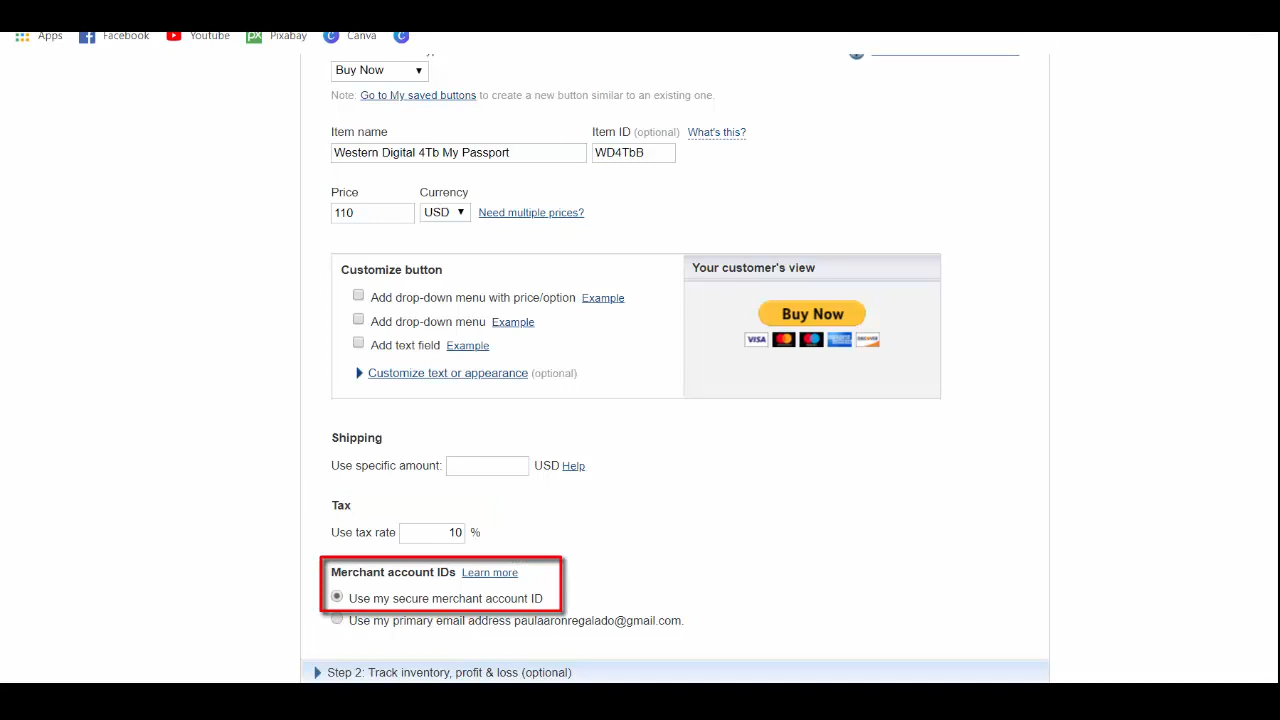 Apps Facebook Youtube Pixabay Canva
Buy Now
Note: Go to My saved buttons to create a new button similar to an existing one.
Item name Item ID (optional) What's this?
Western Digital 4Tb My Passport WD4TbB
Price Currency
110 USD Need multiple prices?
Customize button Your customer's view
Add drop-down menu with price/option Example
Buy Now
Add drop-down menu Example
VISA DISCOVER
Add text field Example
Customize text or appearance (optional)
Shipping
Use specific amount: USD Help
Tax
Use tax rate 10 %
Merchant account IDs Learn more
Use my secure merchant account ID
Use my primary email address paulaaronregalado@gmail.com.
Step 2: Track inventory, profit & loss (optional)